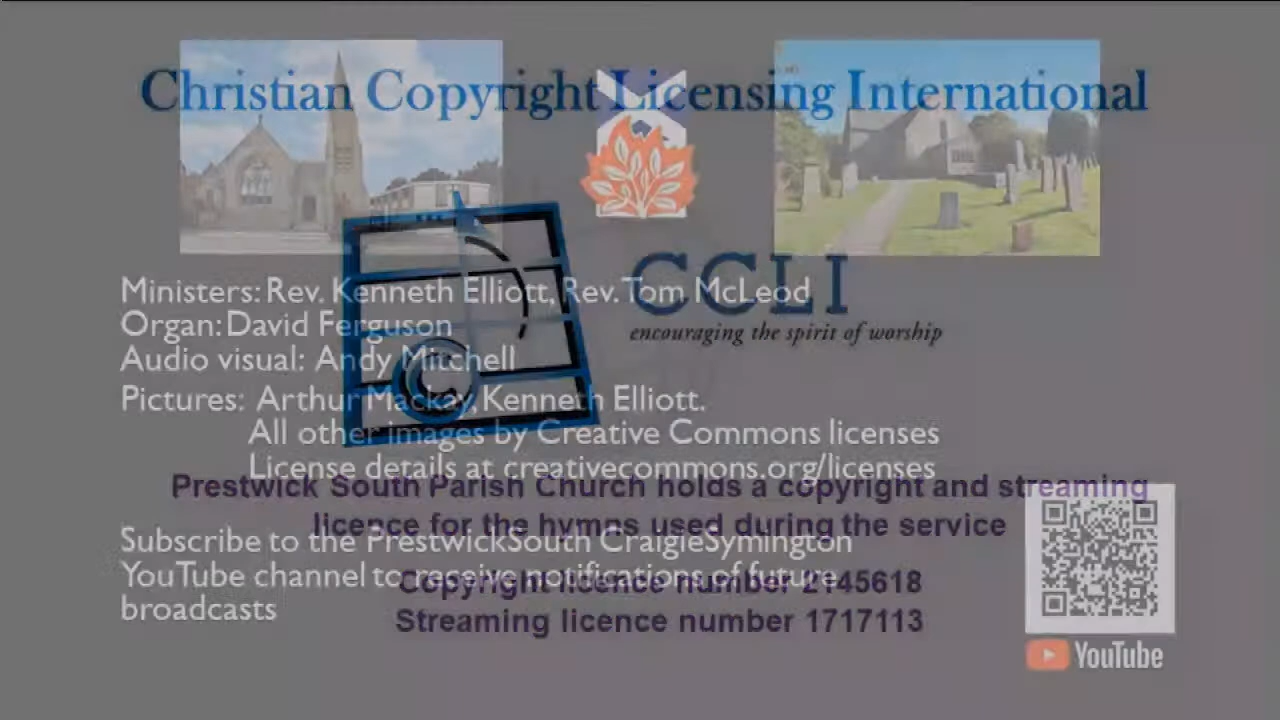 Christian Copyright Licensing International
CCLI
encouraging the spirit of worship
Ministers: Rev. Kenneth Elliott, Rev. Tom McLeod
Organ: David Ferguson
Audio visual: Andy Mitchell
Pictures: Arthur Mackay, Kenneth Elliott.
All other images by Creative Commons licenses
License details at creativecommons.org/licenses
Prestwick South Parish Church holds a copyright and streaming
licence for the hymns used during the service
Subscribe to the PrestwickSouth CraigieSymington
YouTube channel to receive notifications of future
broadcasts
Copyright licence number 2145618
Streaming licence number 1717113
YouTube